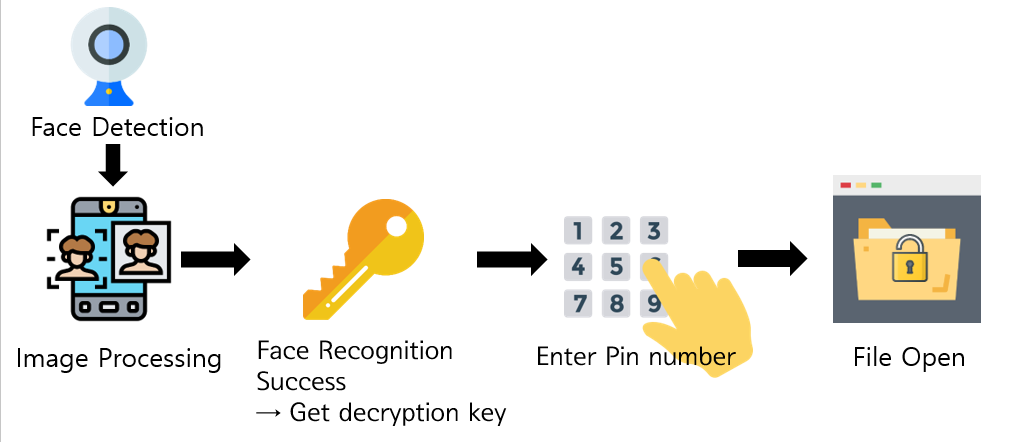 Face Detection
Image Processing
Face Recognition
Success
→ Get decryption key
1 2 3
4 5
7 8 9
Enter Pin number
File Open